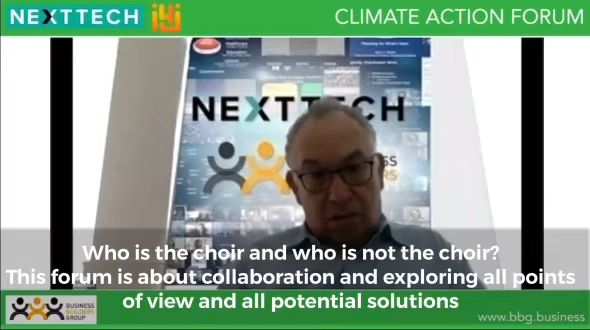 NEXTTECH i4j
CLIMATE ACTION FORUM
NEXTTECH
Who is the choir and who is not the choir?
This forum is about collaboration and exploring all points
of view and all potential solutions
BUSINESS
BUILDERS
GROUP
www.bbg.business